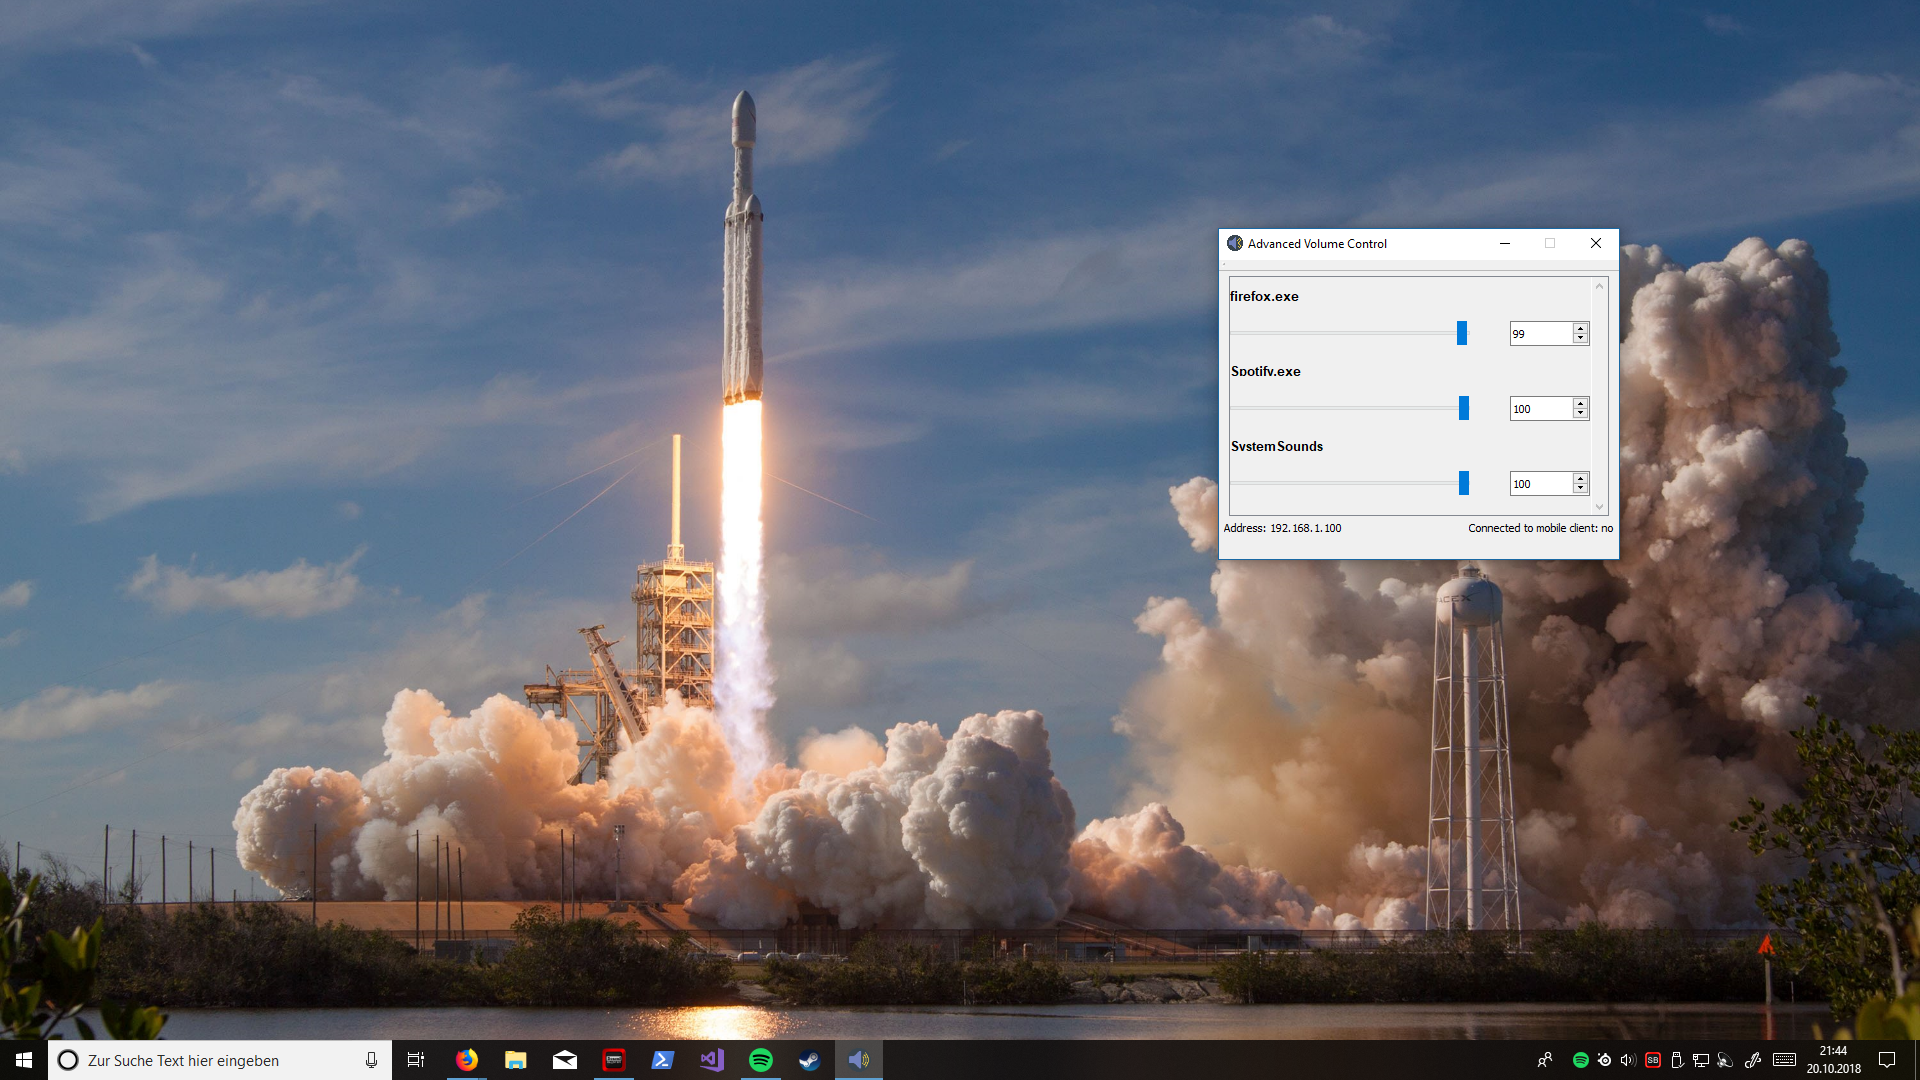 Advanced Volume Control
firefox.exe
99
Spotify.exe
100
SystemSounds
100
Address: 192.168.1.100
Connected to mobile client: no
Zur Suche Text hier eingeben
SB
21:44
20.10.2018